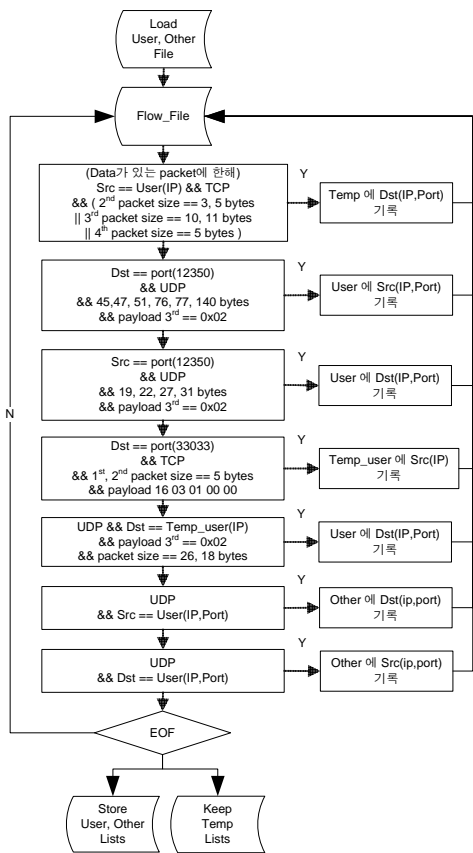 Load
User, Other
File
Flow_File
(Data가 있는 packet에 한해)
Src == User(IP) && TCP
&& ( 2nd packet size == 3, 5 bytes
|| 3rd packet size == 10, 11 bytes
|| 4th packet size == 5 bytes )
Y
Temp 에 Dst(IP,Port)
기록
Dst == port(12350)
&& UDP
&& 45,47, 51, 76, 77, 140 bytes
&& payload 3rd == 0x02
Y
User 에 Src(IP,Port)
기록
Src == port(12350)
&& UDP
&& 19, 22, 27, 31 bytes
&& payload 3rd == 0x02
Y
User 에 Dst(IP,Port)
기록
N
Dst == port(33033)
&& TCP
&& 1st, 2nd packet size == 5 bytes
&& payload 16 03 01 00 00
Y
Temp_user 에 Src(IP)
기록
UDP && Dst == Temp_user(IP)
&& payload 3rd == 0x02
&& packet size == 26, 18 bytes
Y
User 에 Dst(IP,Port)
기록
UDP
&& Src == User(IP,Port)
Y
Other 에 Dst(ip,port)
기록
UDP
&& Dst == User(IP,Port)
Y
Other 에 Src(ip,port)
기록
EOF
Store
User, Other
Lists
Keep
Temp
Lists